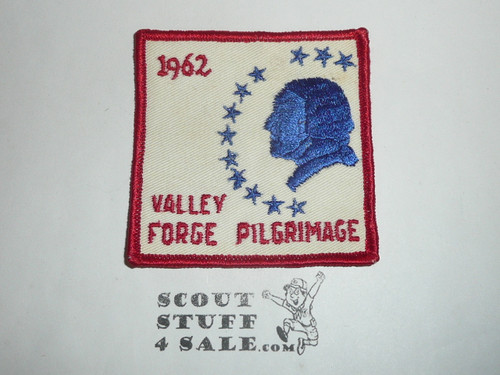 1962
VALLEY
FORGE PILGRIMAGE
SCOUT
STUFF
4 SALE.com